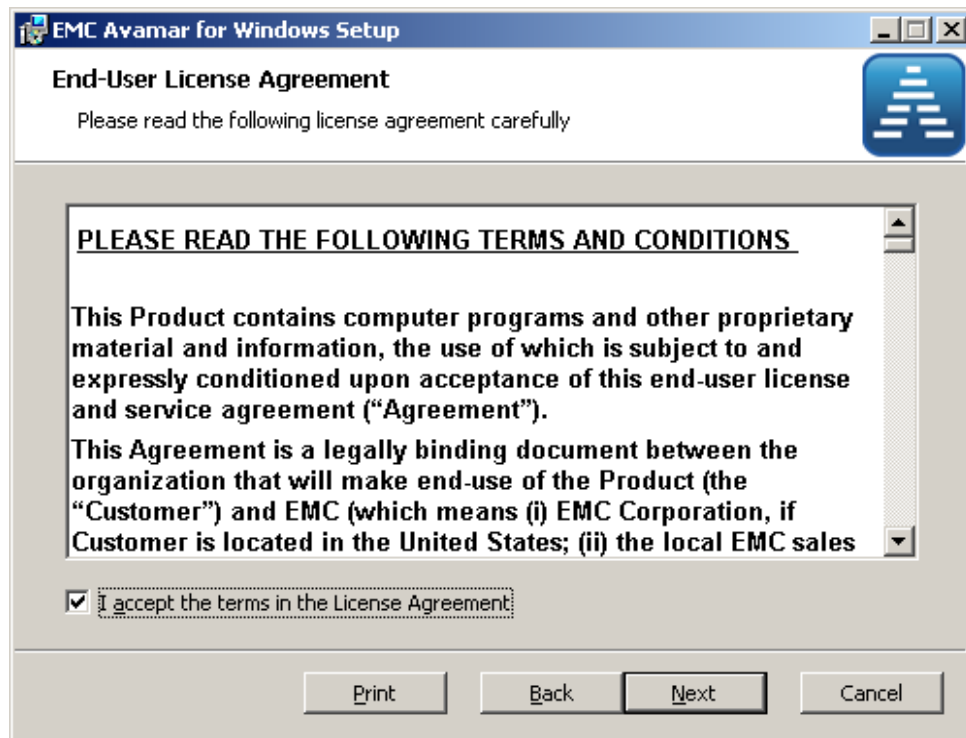 EMC Avamar for Windows Setup
End-User License Agreement
Please read the following license agreement carefully
PLEASE READ THE FOLLOWING TERMS AND CONDITIONS
This Product contains computer programs and other proprietary
material and information, the use of which is subject to and
expressly conditioned upon acceptance of this end-user license
and service agreement (“Agreement”).
This Agreement is a legally binding document between the
organization that will make end-use of the Product (the
“Customer”) and EMC (which means (i) EMC Corporation, if
Customer is located in the United States; (ii) the local EMC sales
I accept the terms in the License Agreement
Print Back Next Cancel